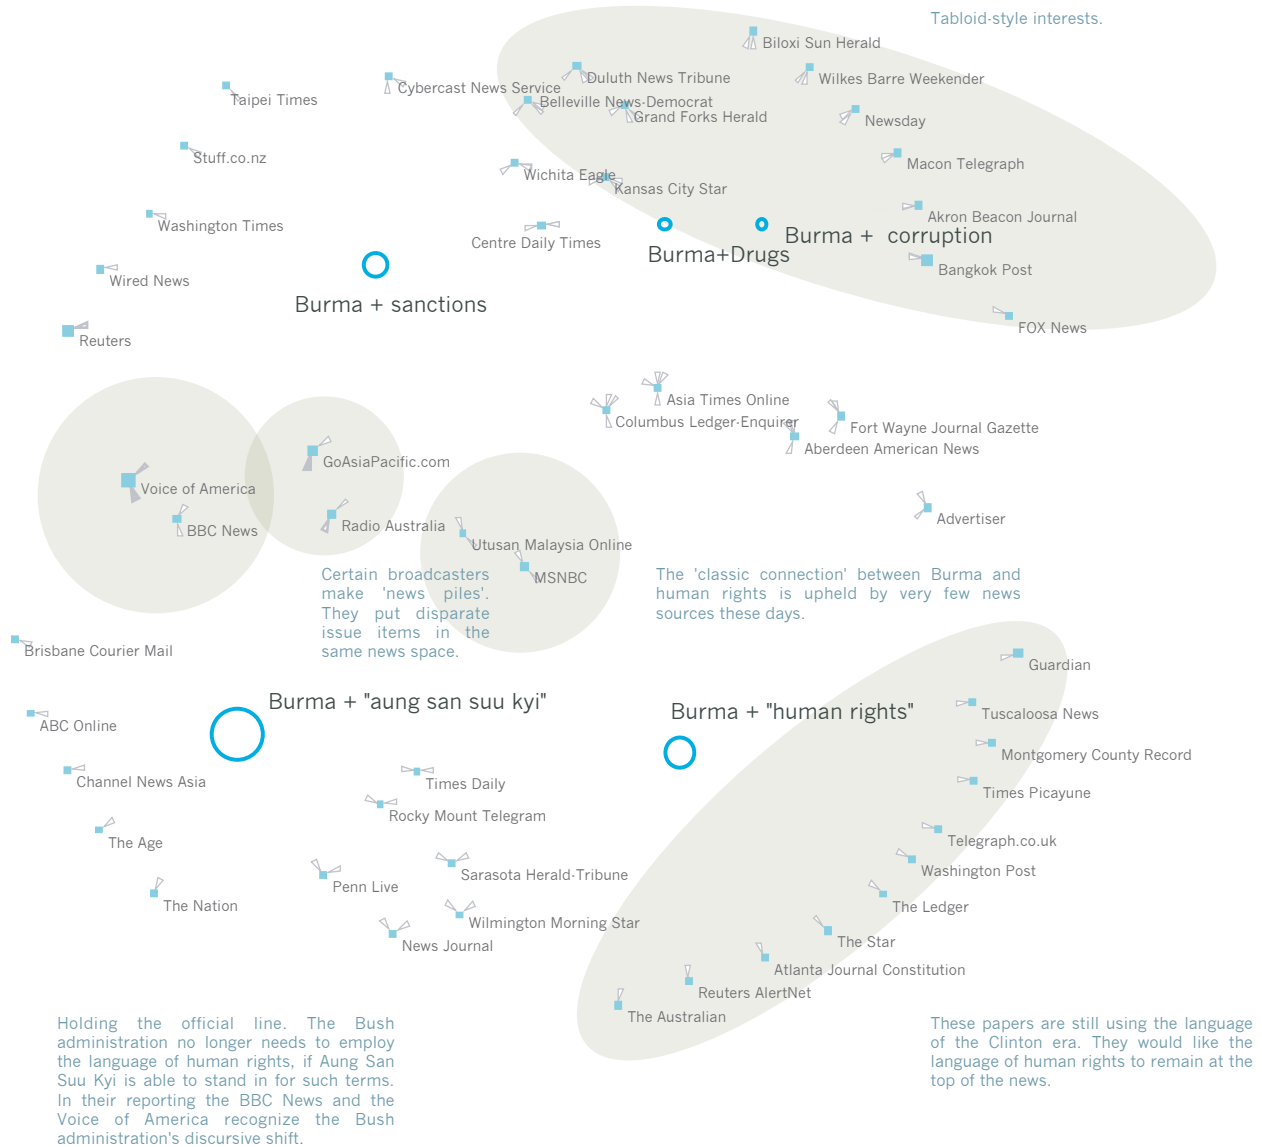 Tabloid-style interests.
Biloxi Sun Herald
Duluth News Tribune
Wilkes Barre Weekender
Cybercast News Service
Taipei Times
Belleville News-Democrat
Grand Forks Herald
Newsday
Stuff.co.nz
Macon Telegraph
Wichita Eagle
Kansas City Star
Akron Beacon Journal
Washington Times
Burma + corruption
Centre Daily Times
Burma+Drugs
Bangkok Post
Wired News
Burma + sanctions
FOX News
Reuters
Asia Times Online
Columbus Ledger-Enquirer
Fort Wayne Journal Gazette
Aberdeen American News
GoAsiaPacific.com
Voice of America
Advertiser
Radio Australia
BBC News
Utusan Malaysia Online
MSNBC
Certain broadcasters
make 'news piles'.
They put disparate
issue items in the
same news space.
The 'classic connection' between Burma and
human rights is upheld by very few news
sources these days.
Brisbane Courier Mail
Guardian
Burma + "aung san suu kyi"
Burma + "human rights"
Tuscaloosa News
ABC Online
Montgomery County Record
Channel News Asia
Times Daily
Times Picayune
Rocky Mount Telegram
The Age
Telegraph.co.uk
Washington Post
Sarasota Herald-Tribune
Penn Live
The Nation
The Ledger
Wilmington Morning Star
News Journal
The Star
Atlanta Journal Constitution
Reuters AlertNet
The Australian
Holding the official line. The Bush
administration no longer needs to employ
the language of human rights, if Aung San
Suu Kyi is able to stand in for such terms.
In their reporting the BBC News and the
Voice of America recognize the Bush
administration's discursive shift.
These papers are still using the language
of the Clinton era. They would like the
language of human rights to remain at the
top of the news.